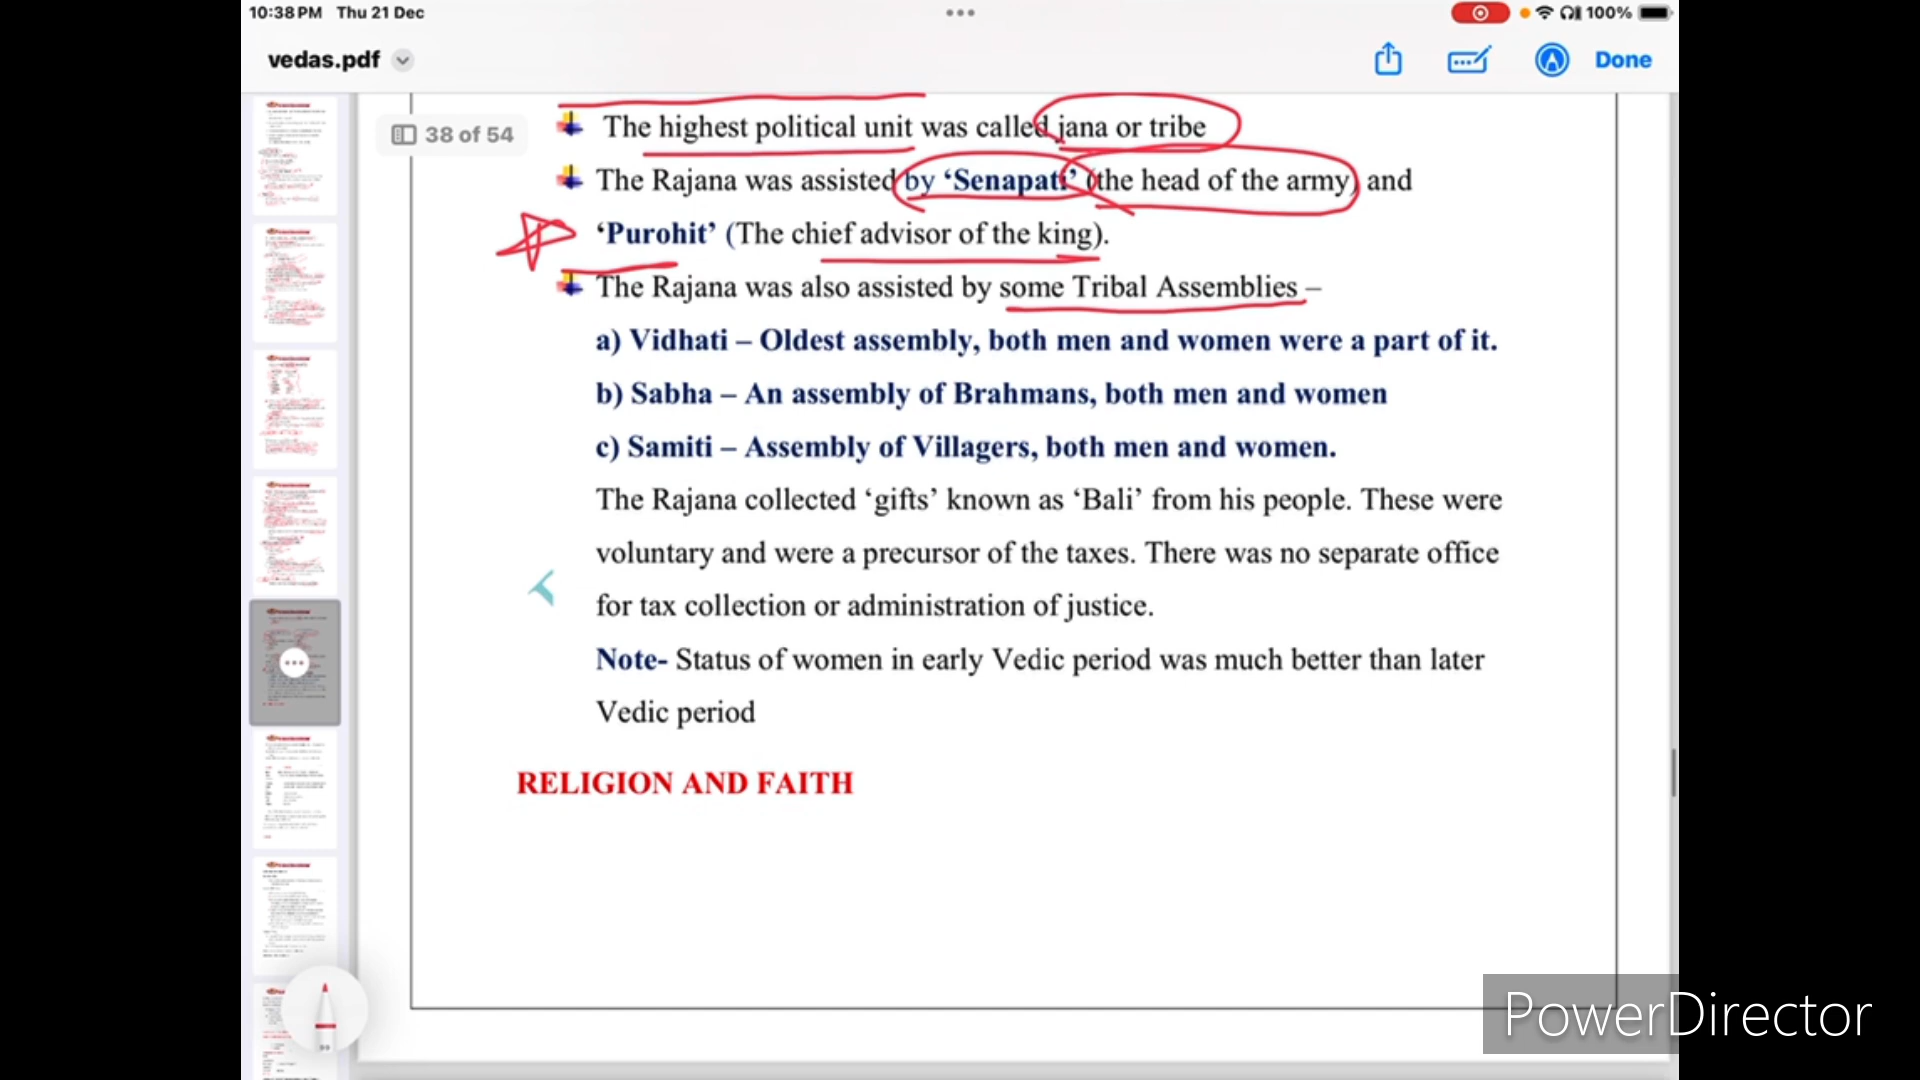 10:38 PM Thu 21 Dec
100%
vedas.pdf
Done
38 of 54
The highest political unit was called jana or tribe
The Rajana was assisted by ‘Senapati’ (the head of the army) and
‘Purohit’ (The chief advisor of the king).
The Rajana was also assisted by some Tribal Assemblies –
a) Vidhati – Oldest assembly, both men and women were a part of it.
b) Sabha – An assembly of Brahmans, both men and women
c) Samiti – Assembly of Villagers, both men and women.
The Rajana collected ‘gifts’ known as ‘Bali’ from his people. These were
voluntary and were a precursor of the taxes. There was no separate office
for tax collection or administration of justice.
Note- Status of women in early Vedic period was much better than later
Vedic period
RELIGION AND FAITH
PowerDirector